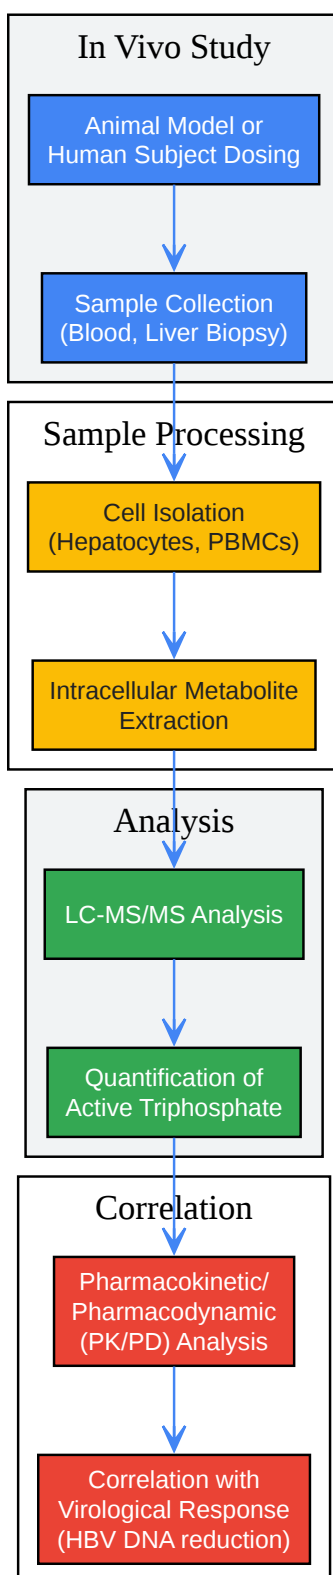 In Vivo Study
Animal Model or
Human Subject Dosing
Sample Collection
(Blood, Liver Biopsy)
Sample Processing
Cell Isolation
(Hepatocytes, PBMCs)
Intracellular Metabolite
Extraction
Analysis
LC-MS/MS Analysis
Quantification of
Active Triphosphate
Correlation
Pharmacokinetic/
Pharmacodynamic
(PK/PD) Analysis
Correlation with
Virological Response
(HBV DNA reduction)